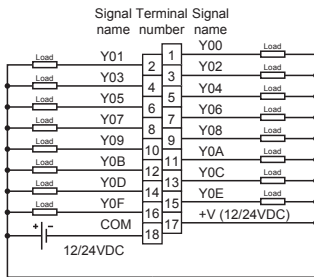 Signal Terminal Signal
name number name
Y00 Load
1
Load Y01
2
Y02 Load
3
Load Y03
4
Y04 Load
5
Load Y05
6
Y06 Load
7
Load Y07
8
Y08 Load
9
Load Y09
10
Y0A Load
11
Load Y0B
12
Y0C Load
13
Load Y0D
14
Y0E Load
15
Load Y0F
16
+V (12/24VDC)
17
COM
18
+ −
12/24VDC